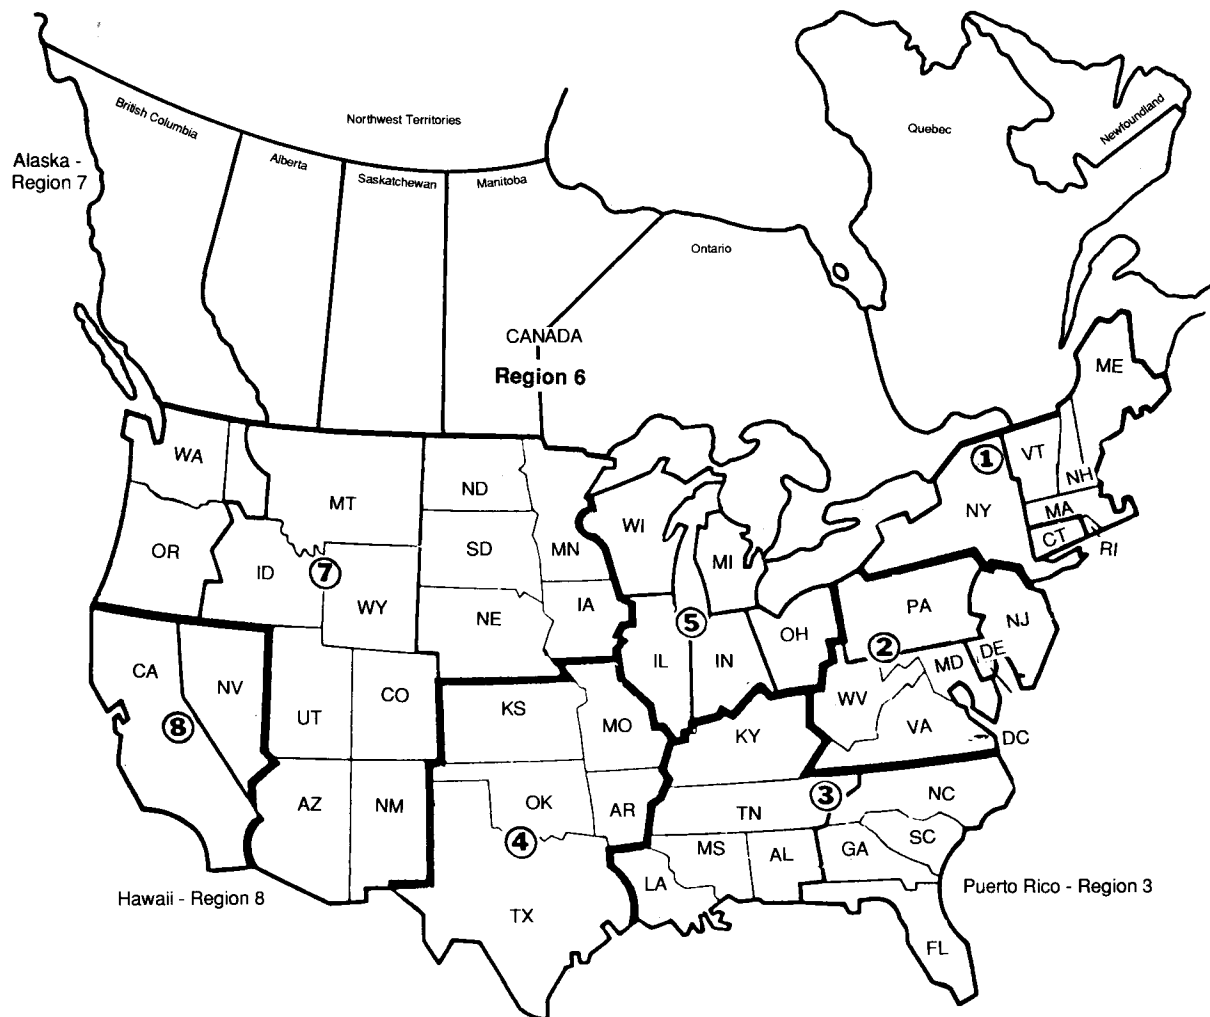 British Columbia
Northwest Territories
Quebec
Newfoundland
Alaska -
Region 7
Alberta
Saskatchewan
Manitoba
Ontario
CANADA
Region 6
ME
WA
MT
ND
MN
WI
MI
NY
1
VT
NH
MA
CT
RI
OR
ID
7
WY
SD
NE
IA
5
IL
IN
OH
PA
2
NJ
MD
DE
WV
VA
DC
CA
NV
8
UT
CO
KS
MO
KY
AZ
NM
OK
4
AR
TN
3
NC
SC
MS
AL
GA
LA
TX
FL
Hawaii - Region 8
Puerto Rico - Region 3